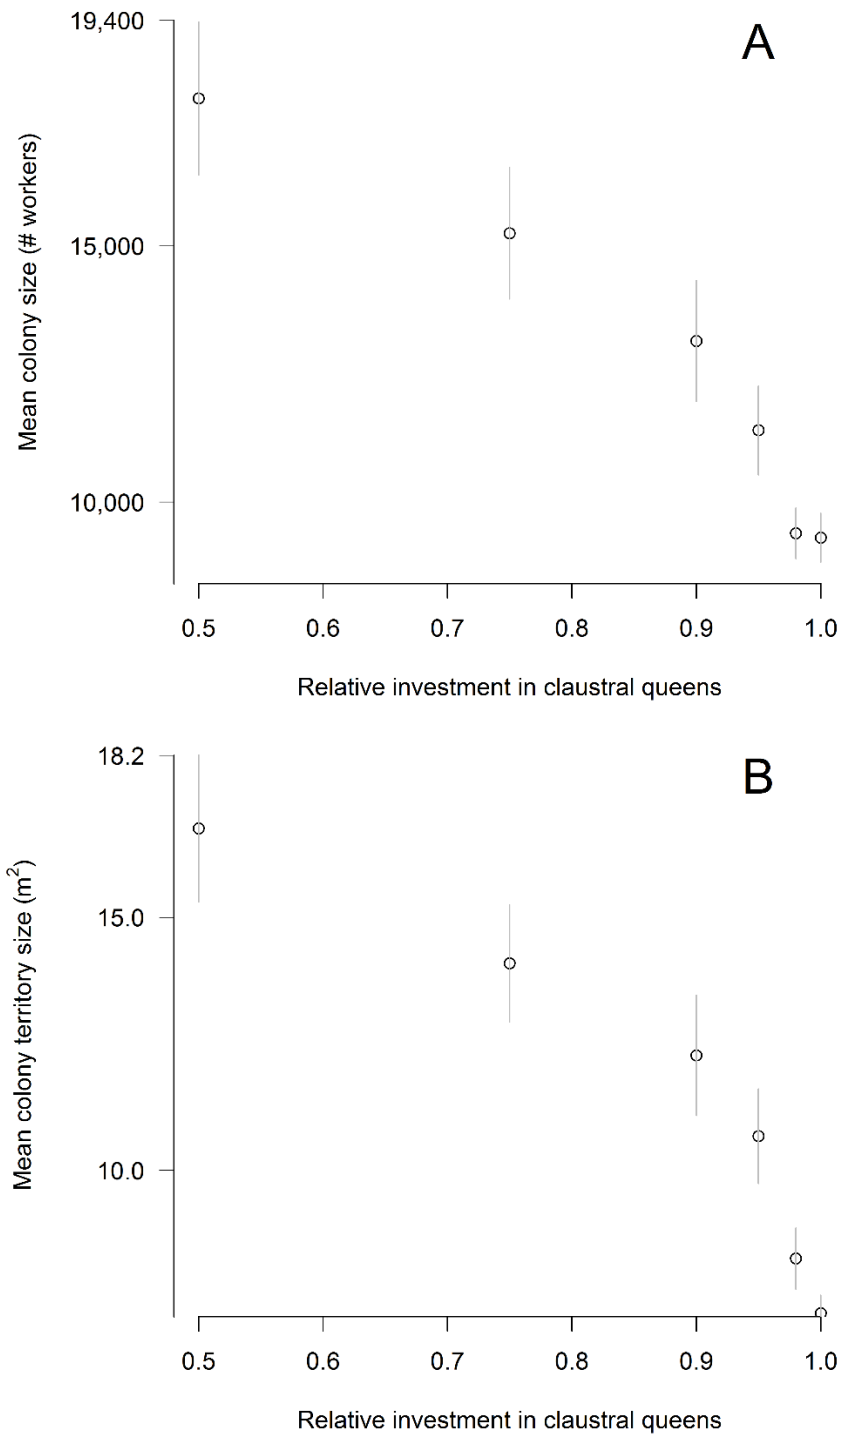 A
19,400
15,000
10,000
Mean colony size (# workers)
0.5 0.6 0.7 0.8 0.9 1.0
Relative investment in claustral queens
B
18.2
15.0
10.0
Mean colony territory size (m²)
0.5 0.6 0.7 0.8 0.9 1.0
Relative investment in claustral queens